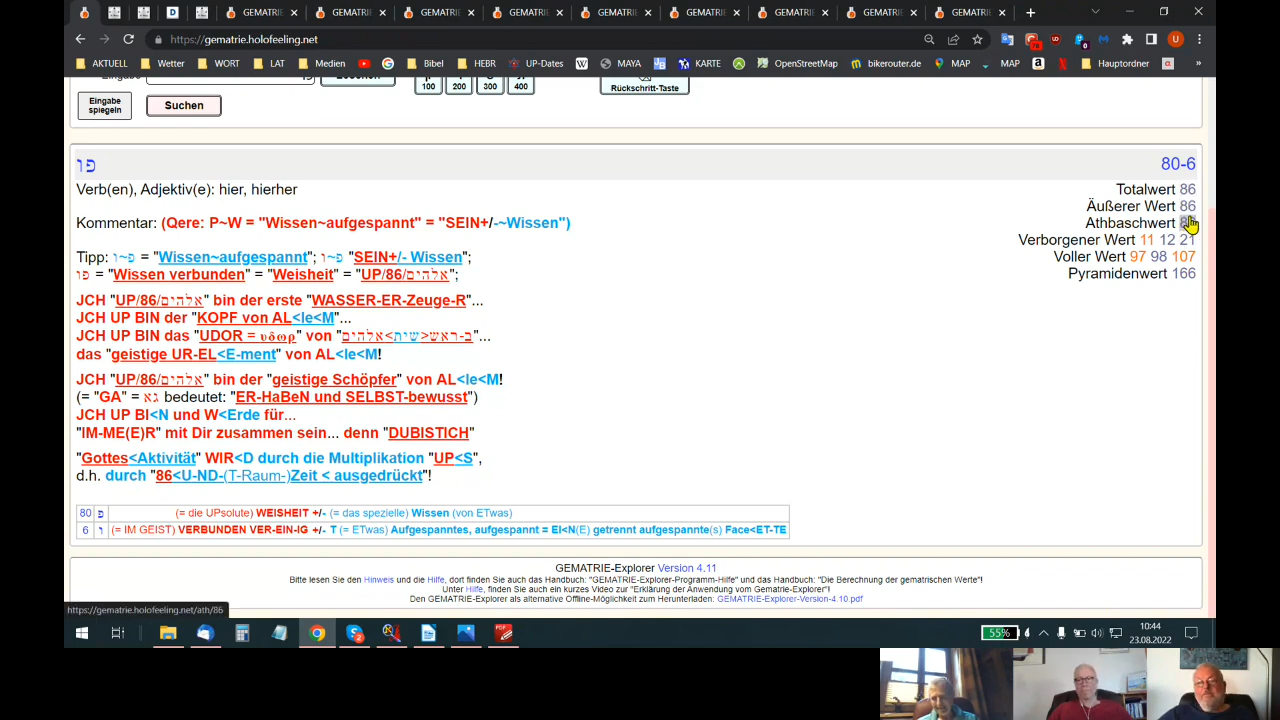 GEMATRIE × GEMATRIE × GEMATRIE × GEMATRIE × GEMATRIE × GEMATRIE × GEMATRIE × GEMATRIE × GEMATRIE ×
https://gematrie.holofeeling.net
AKTUELL Wetter WORT LAT Medien Bibel HEBR UP-Dates MAYA KARTE OpenStreetMap bikerouter.de MAP MAP Hauptordner »
100 200 300 400 Rückschritt-Taste
Eingabe spiegeln Suchen
פו 80-6
Verb(en), Adjektiv(e): hier, hierher
Totalwert 86
Äußerer Wert 86
Kommentar: (Qere: P~W = "Wissen~aufgespannt" = "SEIN+/-~Wissen")
Athbaschwert
Verborgener Wert 11 12 21
Tipp: פ~ו = "Wissen~aufgespannt"; פ~ו "SEIN+/- Wissen";
Voller Wert 97 98 107
פו = "Wissen verbunden" = "Weisheit" = "UP/86/אלהים";
Pyramidenwert 166
JCH "UP/86/אלהים" bin der erste "WASSER-ER-Zeuge-R"...
JCH UP BIN der "KOPF von AL<le<M"...
JCH UP BIN das "UDOR = υδωρ" von "ב-ראש<שית>אלהים"...
das "geistige UR-EL<E-ment" von AL<le<M!
JCH "UP/86/אלהים" bin der "geistige Schöpfer" von AL<le<M!
(= "GA" = גא bedeutet: "ER-HaBeN und SELBST-bewusst")
JCH UP BI<N und W<Erde für...
"IM-ME(E)R" mit Dir zusammen sein... denn "DUBISTICH"
"Gottes<Aktivität" WIR<D durch die Multiplikation "UP<S",
d.h. durch "86<U-ND-(T-Raum-)Zeit < ausgedrückt"!
80 פ (= die UPsolute) WEISHEIT +/- (= das spezielle) Wissen (von ETwas)
6 ו (= IM GEIST) VERBUNDEN VER-EIN-IG +/- T (= ETwas) Aufgespanntes, aufgespannt = EI<N(E) getrennt aufgespannte(s) Face<ET-TE
GEMATRIE-Explorer Version 4.11
Bitte lesen Sie den Hinweis und die Hilfe, dort finden Sie auch das Handbuch: "GEMATRIE-Explorer-Programm-Hilfe" und das Handbuch: "Die Berechnung der gematrischen Werte"!
Unter Hilfe, finden Sie auch ein kurzes Video zur "Erklärung der Anwendung vom Gematrie-Explorer"!
Den GEMATRIE-Explorer als alternative Offline-Möglichkeit zum Herunterladen: GEMATRIE-Explorer-Version-4.10.pdf
https://gematrie.holofeeling.net/ath/86
55% 10:44
23.08.2022